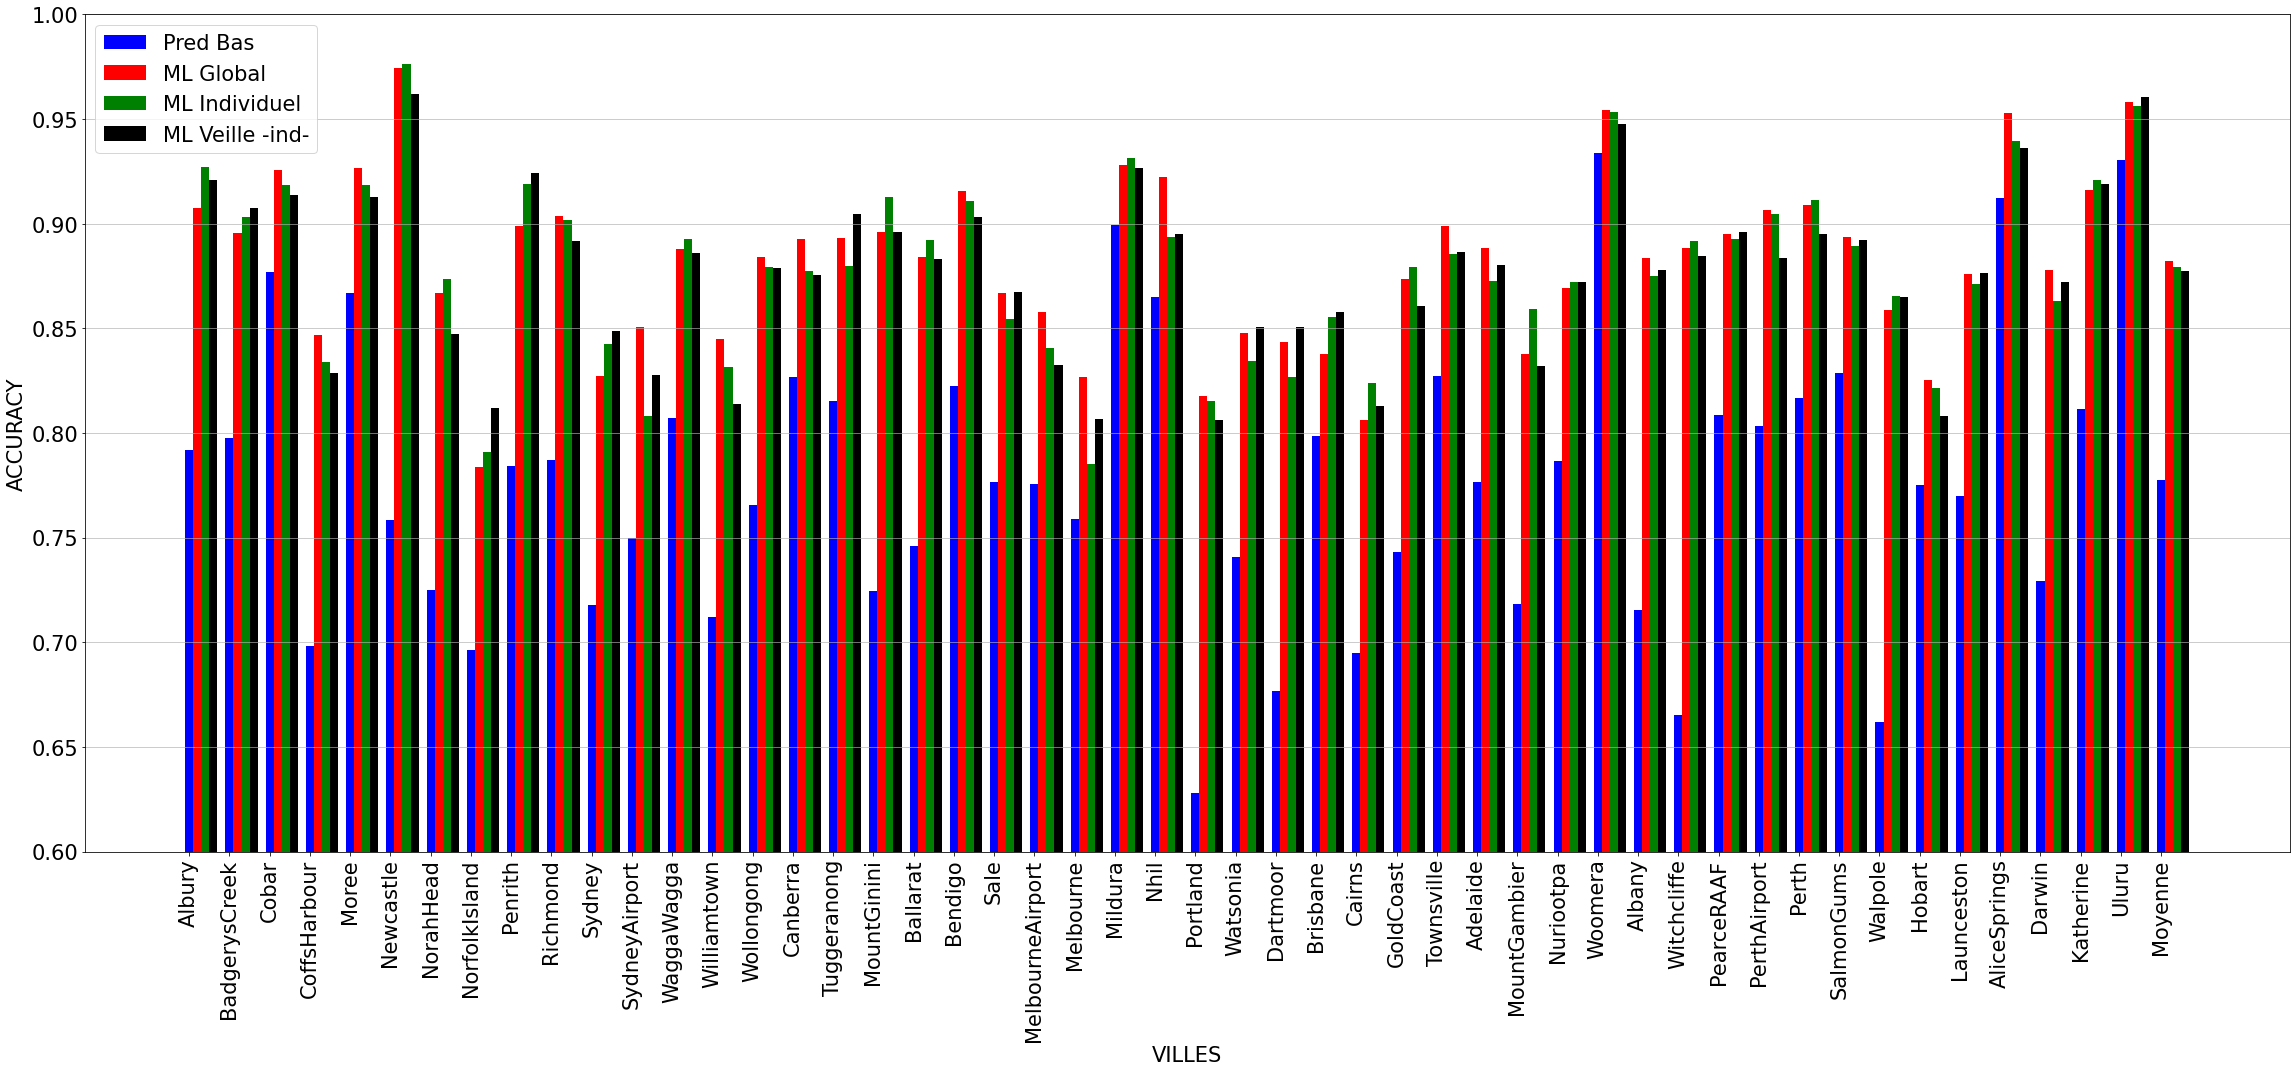 Pred Bas
ML Global
ML Individuel
ML Veille -ind-
ACCURACY
1.00
0.95
0.90
0.85
0.80
0.75
0.70
0.65
0.60
Albury
BadgerysCreek
Cobar
CoffsHarbour
Moree
Newcastle
NorahHead
NorfolkIsland
Penrith
Richmond
Sydney
SydneyAirport
WaggaWagga
Williamtown
Wollongong
Canberra
Tuggeranong
MountGinini
Ballarat
Bendigo
Sale
MelbourneAirport
Melbourne
Mildura
Nhil
Portland
Watsonia
Dartmoor
Brisbane
Cairns
GoldCoast
Townsville
Adelaide
MountGambier
Nuriootpa
Woomera
Albany
Witchcliffe
PearceRAAF
PerthAirport
Perth
SalmonGums
Walpole
Hobart
Launceston
AliceSprings
Darwin
Katherine
Uluru
Moyenne
VILLES